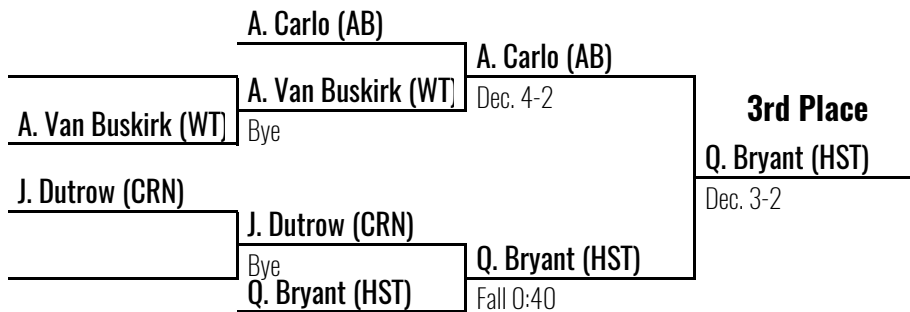 A. Carlo (AB)
A. Carlo (AB)
A. Van Buskirk (WT)
Dec. 4-2
3rd Place
A. Van Buskirk (WT)
Bye
Q. Bryant (HST)
J. Dutrow (CRN)
Dec. 3-2
J. Dutrow (CRN)
Bye
Q. Bryant (HST)
Q. Bryant (HST)
Fall 0:40